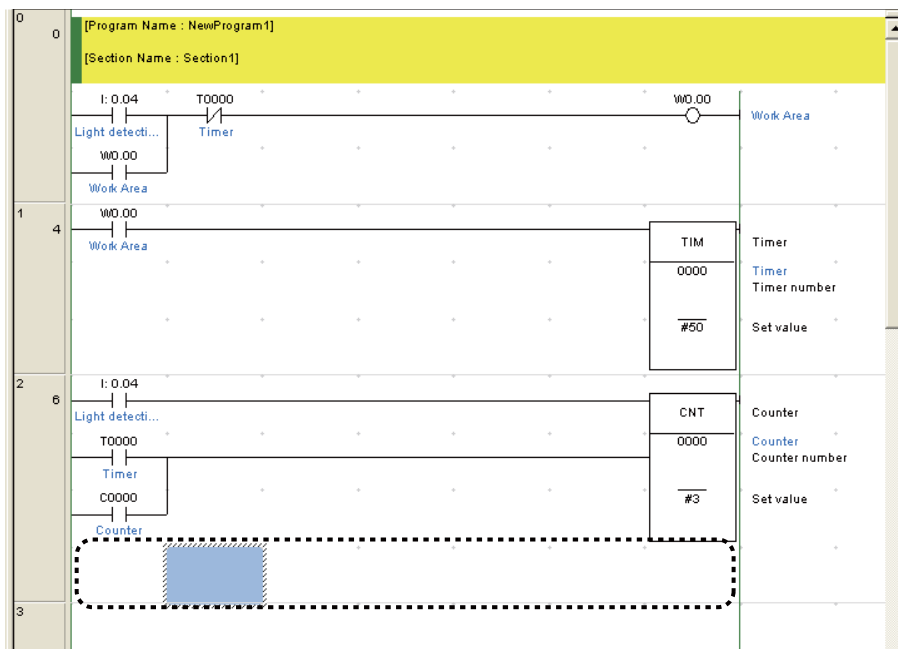 0
0
[Program Name : NewProgram1]
[Section Name : Section1]
I: 0.04
T0000
W0.00
Light detecti...
Timer
Work Area
W0.00
Work Area
1
4
W0.00
Work Area
TIM
Timer
0000
Timer
Timer number
#50
Set value
2
6
I: 0.04
Light detecti...
CNT
Counter
T0000
Timer
0000
Counter
Counter number
C0000
Counter
#3
Set value
3